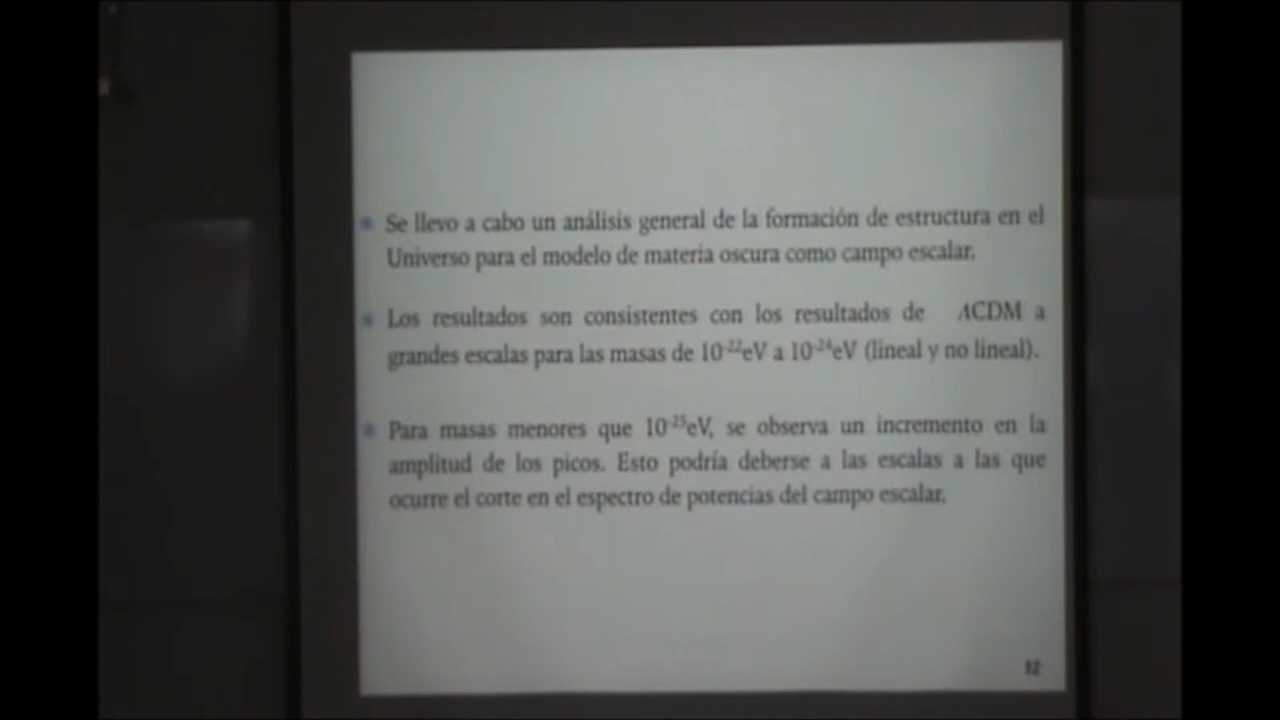 Se llevo a cabo un análisis general de la formación de estructura en el
Universo para el modelo de materia oscura como campo escalar.
Los resultados son consistentes con los resultados de ΛCDM a
grandes escalas para las masas de 10⁻²²eV a 10⁻²⁴eV (lineal y no lineal).
Para masas menores que 10⁻²⁵eV, se observa un incremento en la
amplitud de los picos. Esto podría deberse a las escalas a las que
ocurre el corte en el espectro de potencias del campo escalar.